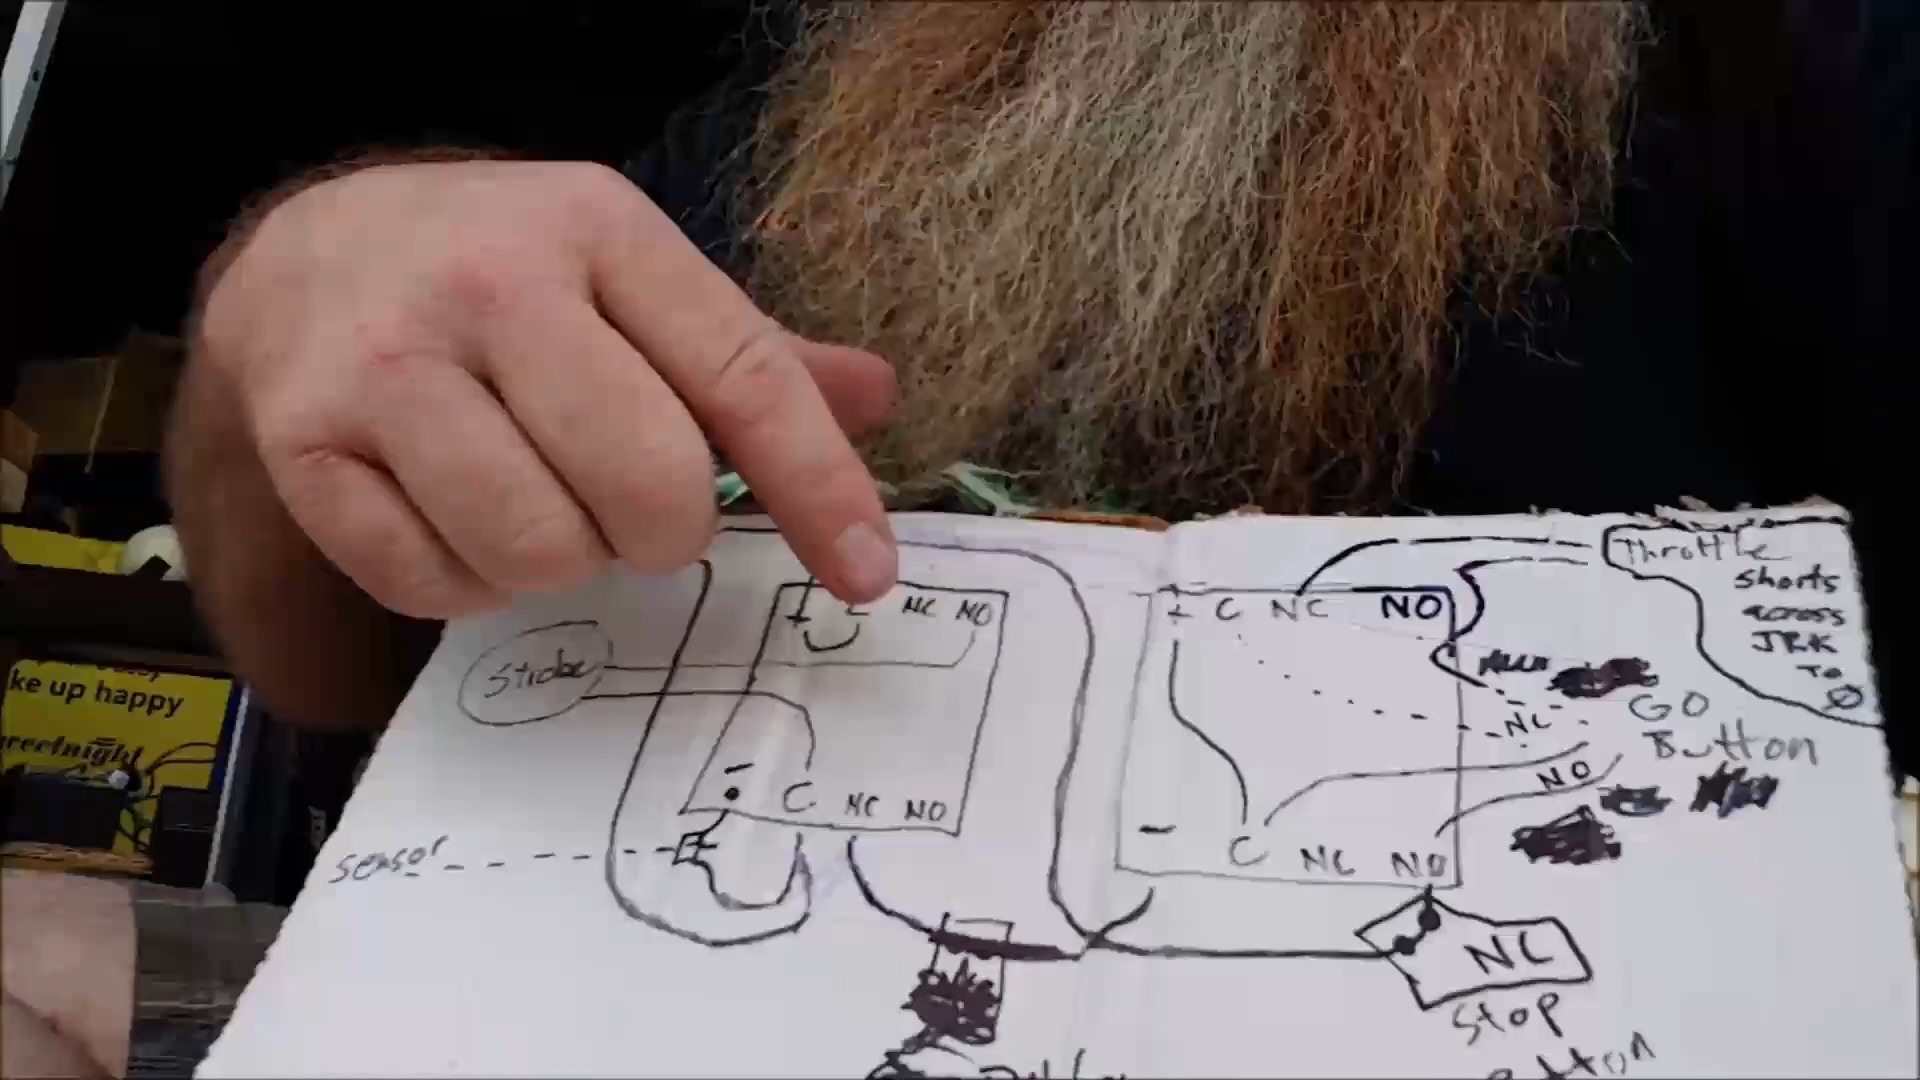 Throttle
shorts
across
JRK
TO
Ø
+ C NC NO
+ C NC NO
Strobe
GO
Button
NC
NO
- C NC NO
- C NC NO
sensor
NC
Stop
ke up happy